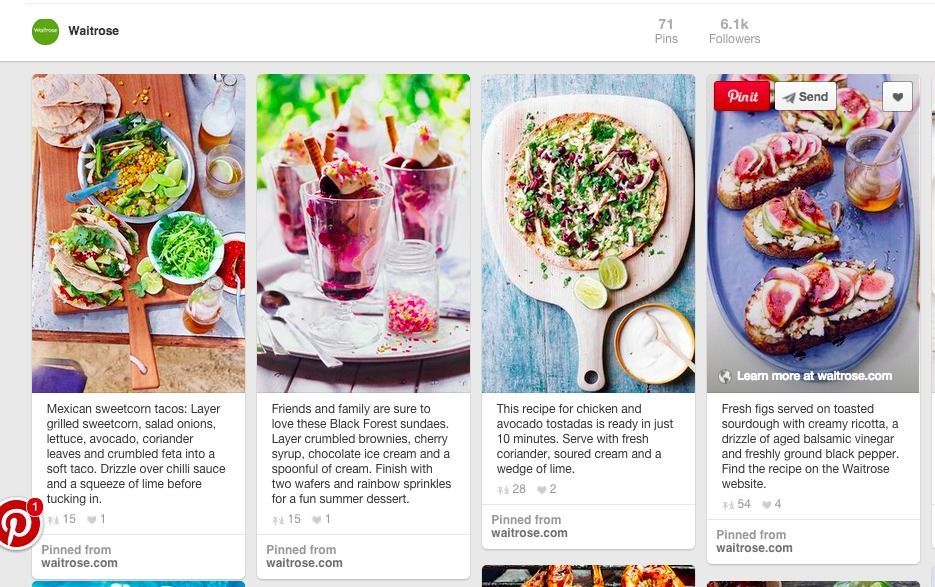 Waitrose
Waitrose
71
Pins
6.1k
Followers
Pin it
Send
Learn more at waitrose.com
Mexican sweetcorn tacos: Layer
grilled sweetcorn, salad onions,
lettuce, avocado, coriander
leaves and crumbled feta into a
soft taco. Drizzle over chilli sauce
and a squeeze of lime before
tucking in.
15 1
Pinned from
waitrose.com
Friends and family are sure to
love these Black Forest sundaes.
Layer crumbled brownies, cherry
syrup, chocolate ice cream and a
spoonful of cream. Finish with
two wafers and rainbow sprinkles
for a fun summer dessert.
15 1
Pinned from
waitrose.com
This recipe for chicken and
avocado tostadas is ready in just
10 minutes. Serve with fresh
coriander, soured cream and a
wedge of lime.
28 2
Pinned from
waitrose.com
Fresh figs served on toasted
sourdough with creamy ricotta, a
drizzle of aged balsamic vinegar
and freshly ground black pepper.
Find the recipe on the Waitrose
website.
54 4
Pinned from
waitrose.com
1